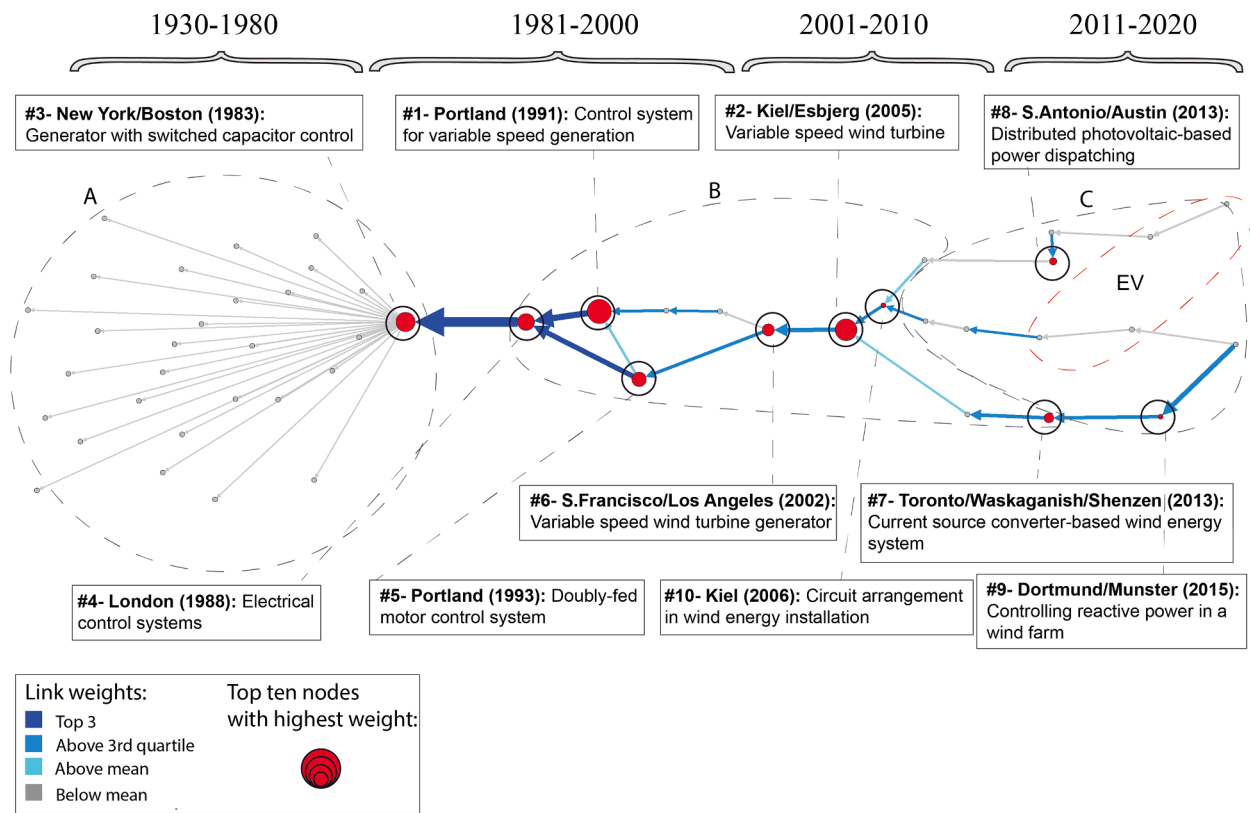 1930-1980
1981-2000
2001-2010
2011-2020
#3- New York/Boston (1983):
Generator with switched capacitor control
#1- Portland (1991): Control system
for variable speed generation
#2- Kiel/Esbjerg (2005):
Variable speed wind turbine
#8- S.Antonio/Austin (2013):
Distributed photovoltaic-based
power dispatching
A
B
C
EV
#6- S.Francisco/Los Angeles (2002):
Variable speed wind turbine generator
#7- Toronto/Waskaganish/Shenzen (2013):
Current source converter-based wind energy
system
#4- London (1988): Electrical
control systems
#5- Portland (1993): Doubly-fed
motor control system
#10- Kiel (2006): Circuit arrangement
in wind energy installation
#9- Dortmund/Munster (2015):
Controlling reactive power in a
wind farm
Link weights:
Top 3
Above 3rd quartile
Above mean
Below mean
Top ten nodes
with highest weight: